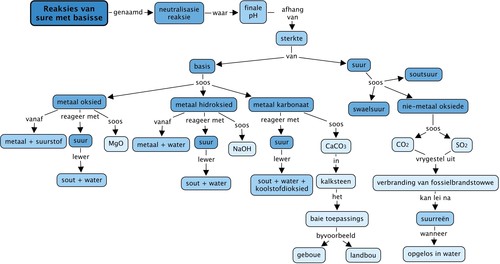 Reaksies van
sure met basisse
genaamd
neutralisasie
reaksie
waar
finale
pH
afhang
van
sterkte
van
basis
suur
soos
soos
soutsuur
metaal oksied
metaal hidroksied
metaal karbonaat
swaelsuur
nie-metaal oksiede
vanaf
reageer met
soos
vanaf
reageer met
soos
reageer met
soos
soos
metaal + suurstof
suur
MgO
metaal + water
suur
NaOH
suur
CaCO₃
CO₂
SO₂
lewer
lewer
lewer
in
vrygestel uit
sout + water
sout + water
sout + water +
koolstofdioksied
kalksteen
verbranding van fossielbrandstowwe
het
kan lei na
baie toepassings
suurreën
byvoorbeeld
wanneer
geboue
landbou
opgelos in water